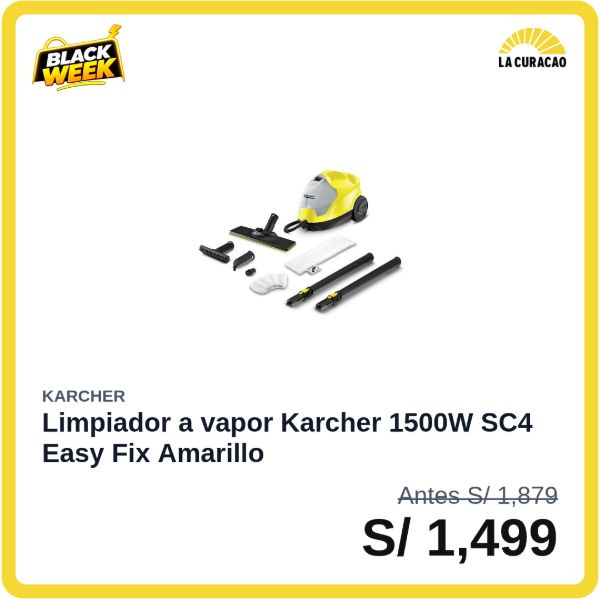 BLACK
WEEK
LA CURACAO
KARCHER
Limpiador a vapor Karcher 1500W SC4
Easy Fix Amarillo
Antes S/ 1,879
S/ 1,499